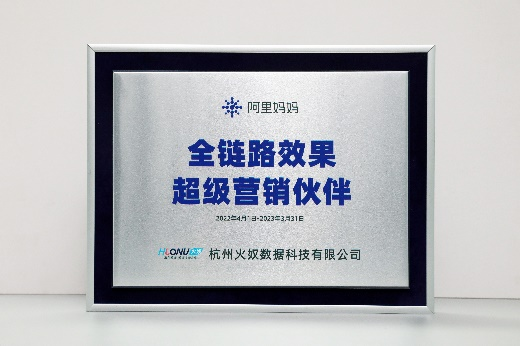 阿里妈妈
全链路效果
超级营销伙伴
2022年4月1日-2023年3月31日
HUONU 杭州火奴数据科技有限公司